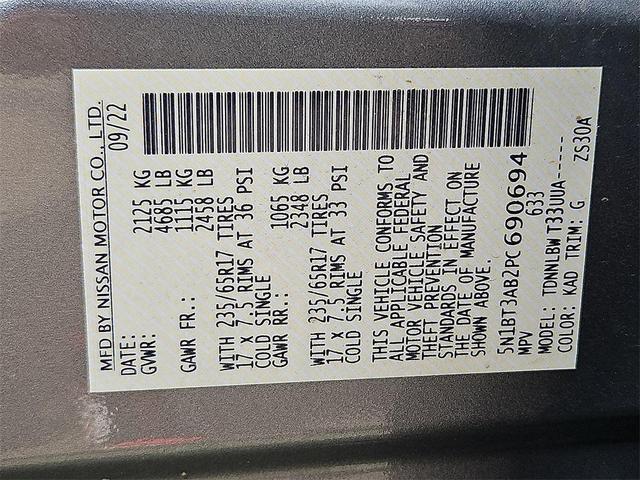 MFD BY NISSAN MOTOR CO., LTD.
DATE: 09/22
GVWR: 2125 KG
4685 LB
GAWR FR.: 1115 KG
2458 LB
WITH 235/65R17 TIRES
17 X 7.5 RIMS AT 36 PSI
COLD SINGLE
GAWR RR.: 1065 KG
2348 LB
WITH 235/65R17 TIRES
17 X 7.5 RIMS AT 33 PSI
COLD SINGLE
THIS VEHICLE CONFORMS TO
ALL APPLICABLE FEDERAL
MOTOR VEHICLE SAFETY AND
THEFT PREVENTION
STANDARDS IN EFFECT ON
THE DATE OF MANUFACTURE
SHOWN ABOVE.
5N1BT3AB2PC690694
MPV 633
MODEL: TDNNLBW T33UUA-----
COLOR: KAD TRIM: G ZS30A